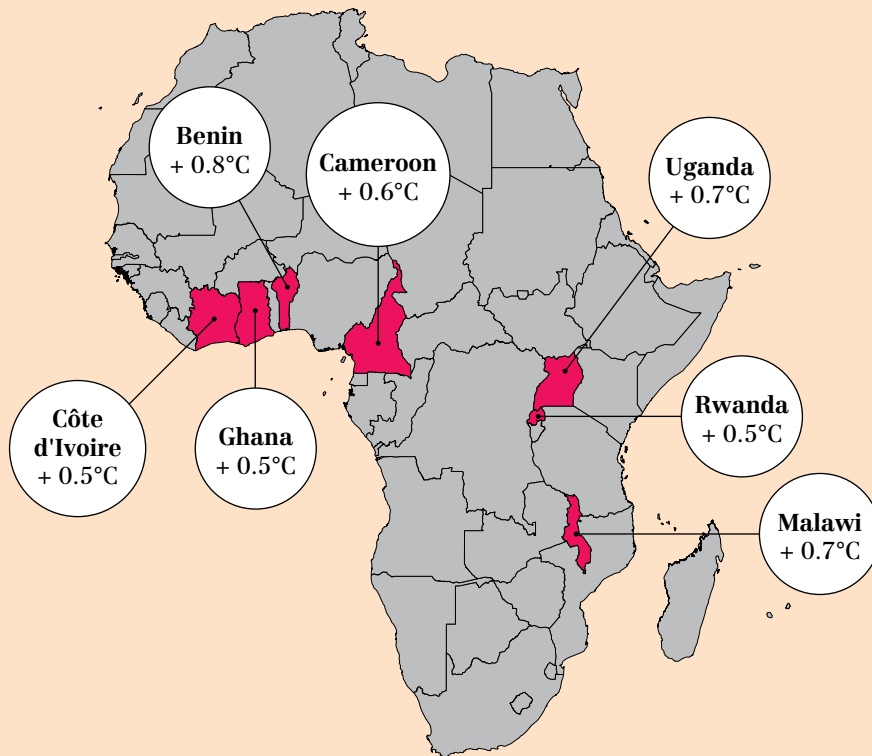 Benin
+ 0.8°C
Cameroon
+ 0.6°C
Uganda
+ 0.7°C
Côte
d'Ivoire
+ 0.5°C
Ghana
+ 0.5°C
Rwanda
+ 0.5°C
Malawi
+ 0.7°C